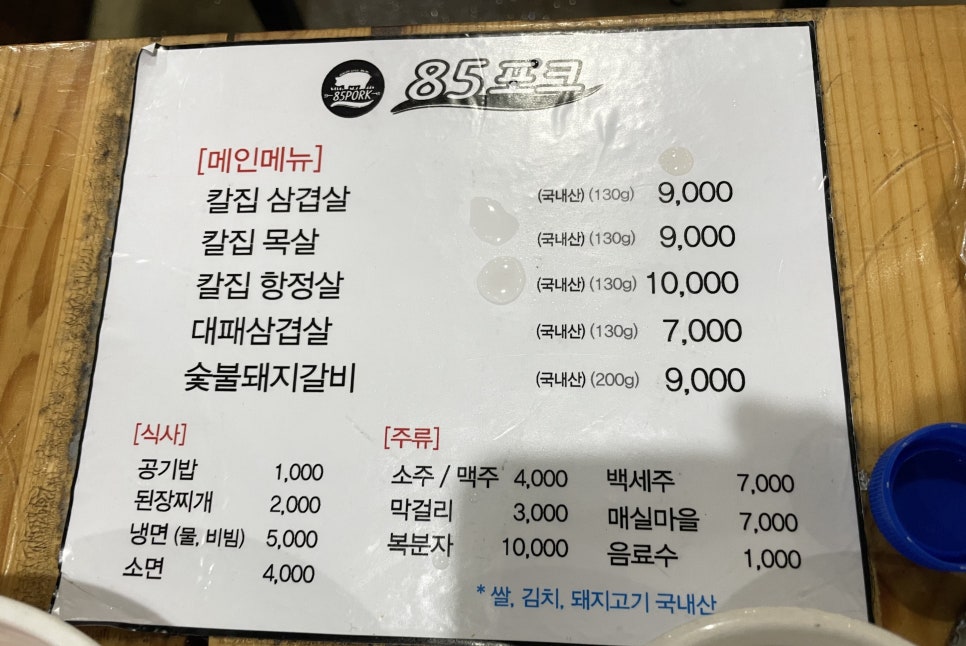 85PORK
85포크
[메인메뉴]
칼집 삼겹살 (국내산) (130g) 9,000
칼집 목살 (국내산) (130g) 9,000
칼집 항정살 (국내산) (130g) 10,000
대패삼겹살 (국내산) (130g) 7,000
숯불돼지갈비 (국내산) (200g) 9,000
[식사]
공기밥 1,000
된장찌개 2,000
냉면 (물, 비빔) 5,000
소면 4,000
[주류]
소주 / 맥주 4,000
막걸리 3,000
복분자 10,000
백세주 7,000
매실마을 7,000
음료수 1,000
* 쌀, 김치, 돼지고기 국내산